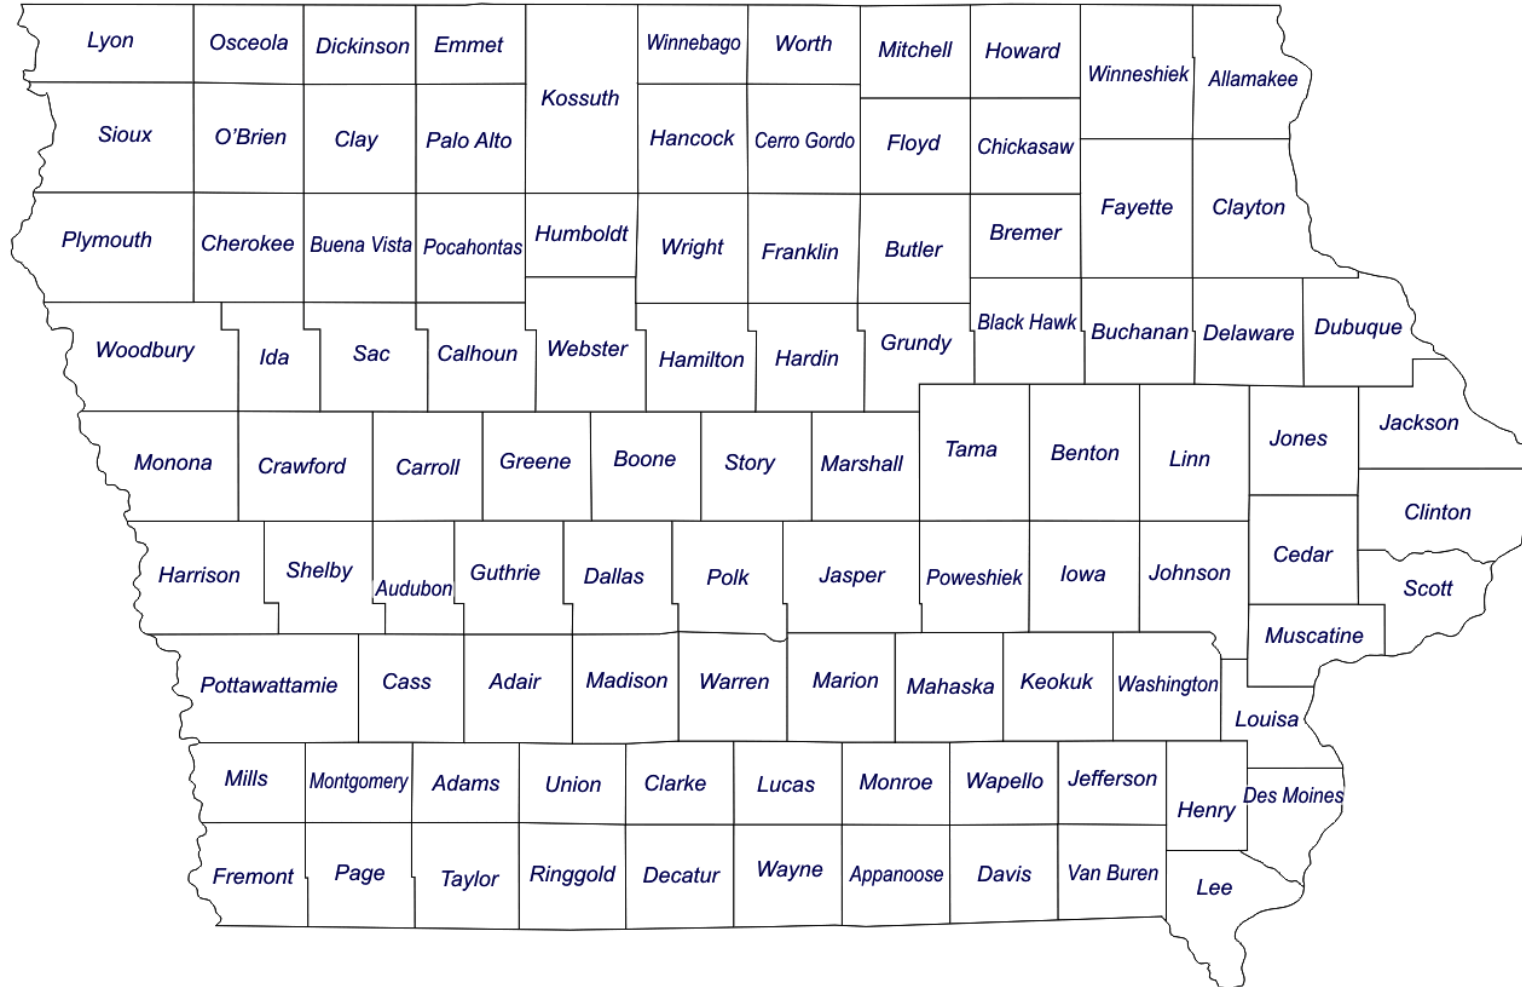 Lyon
Osceola
Dickinson
Emmet
Kossuth
Winnebago
Worth
Mitchell
Howard
Winneshiek
Allamakee
Sioux
O’Brien
Clay
Palo Alto
Hancock
Cerro Gordo
Floyd
Chickasaw
Fayette
Clayton
Plymouth
Cherokee
Buena Vista
Pocahontas
Humboldt
Wright
Franklin
Butler
Bremer
Woodbury
Ida
Sac
Calhoun
Webster
Hamilton
Hardin
Grundy
Black Hawk
Buchanan
Delaware
Dubuque
Monona
Crawford
Carroll
Greene
Boone
Story
Marshall
Tama
Benton
Linn
Jones
Jackson
Clinton
Harrison
Shelby
Audubon
Guthrie
Dallas
Polk
Jasper
Poweshiek
Iowa
Johnson
Cedar
Scott
Muscatine
Pottawattamie
Cass
Adair
Madison
Warren
Marion
Mahaska
Keokuk
Washington
Louisa
Mills
Montgomery
Adams
Union
Clarke
Lucas
Monroe
Wapello
Jefferson
Henry
Des Moines
Fremont
Page
Taylor
Ringgold
Decatur
Wayne
Appanoose
Davis
Van Buren
Lee